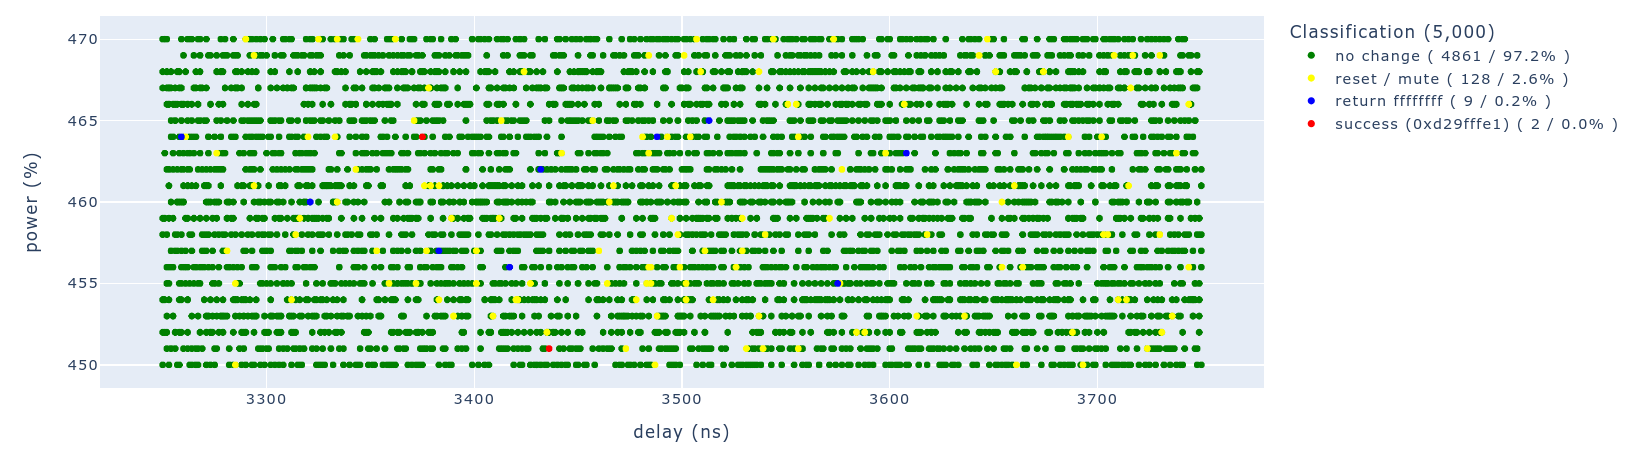 Classification (5,000)
no change ( 4861 / 97.2% )
reset / mute ( 128 / 2.6% )
return ffffffff ( 9 / 0.2% )
success (0xd29fffe1) ( 2 / 0.0% )
power (%)
470
465
460
455
450
3300 3400 3500 3600 3700
delay (ns)